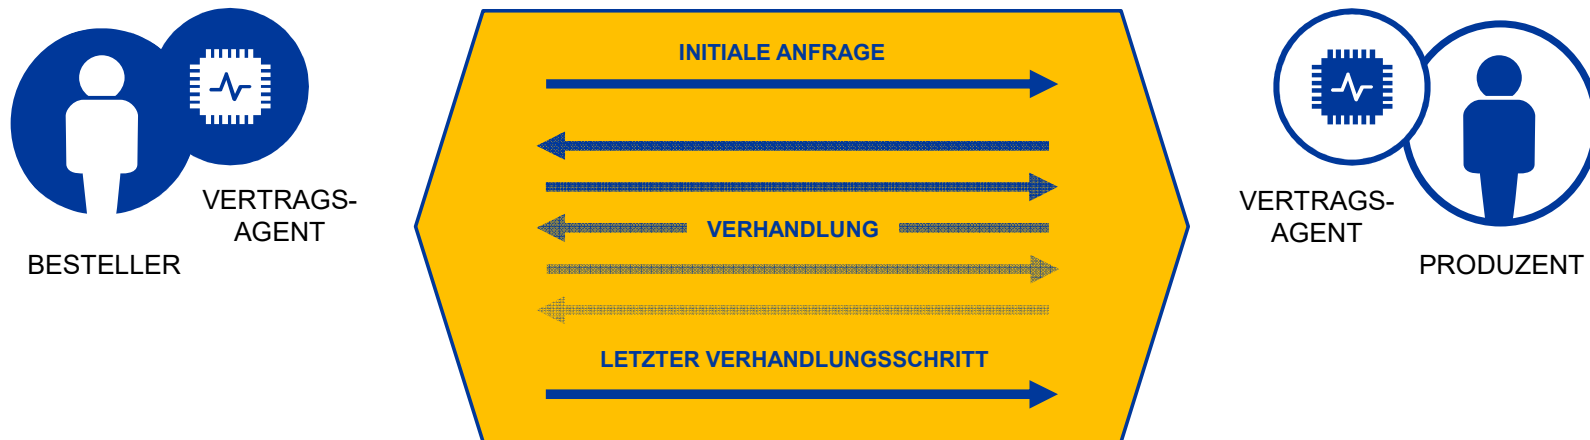 INITIALE ANFRAGE
VERTRAGS-
AGENT
BESTELLER
VERHANDLUNG
LETZTER VERHANDLUNGSSCHRITT
VERTRAGS-
AGENT
PRODUZENT